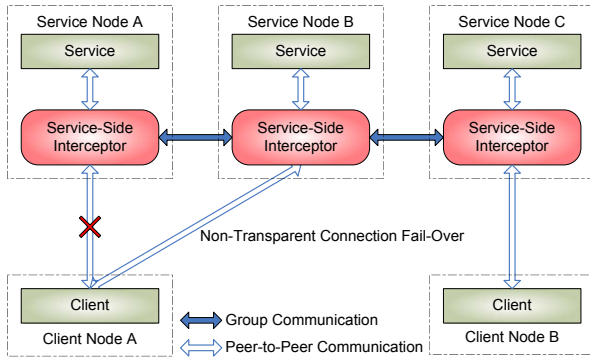 Service Node A
Service Node B
Service Node C
Service
Service
Service
Service-Side
Interceptor
Service-Side
Interceptor
Service-Side
Interceptor
Non-Transparent Connection Fail-Over
Client
Client
Client Node A
Client Node B
Group Communication
Peer-to-Peer Communication